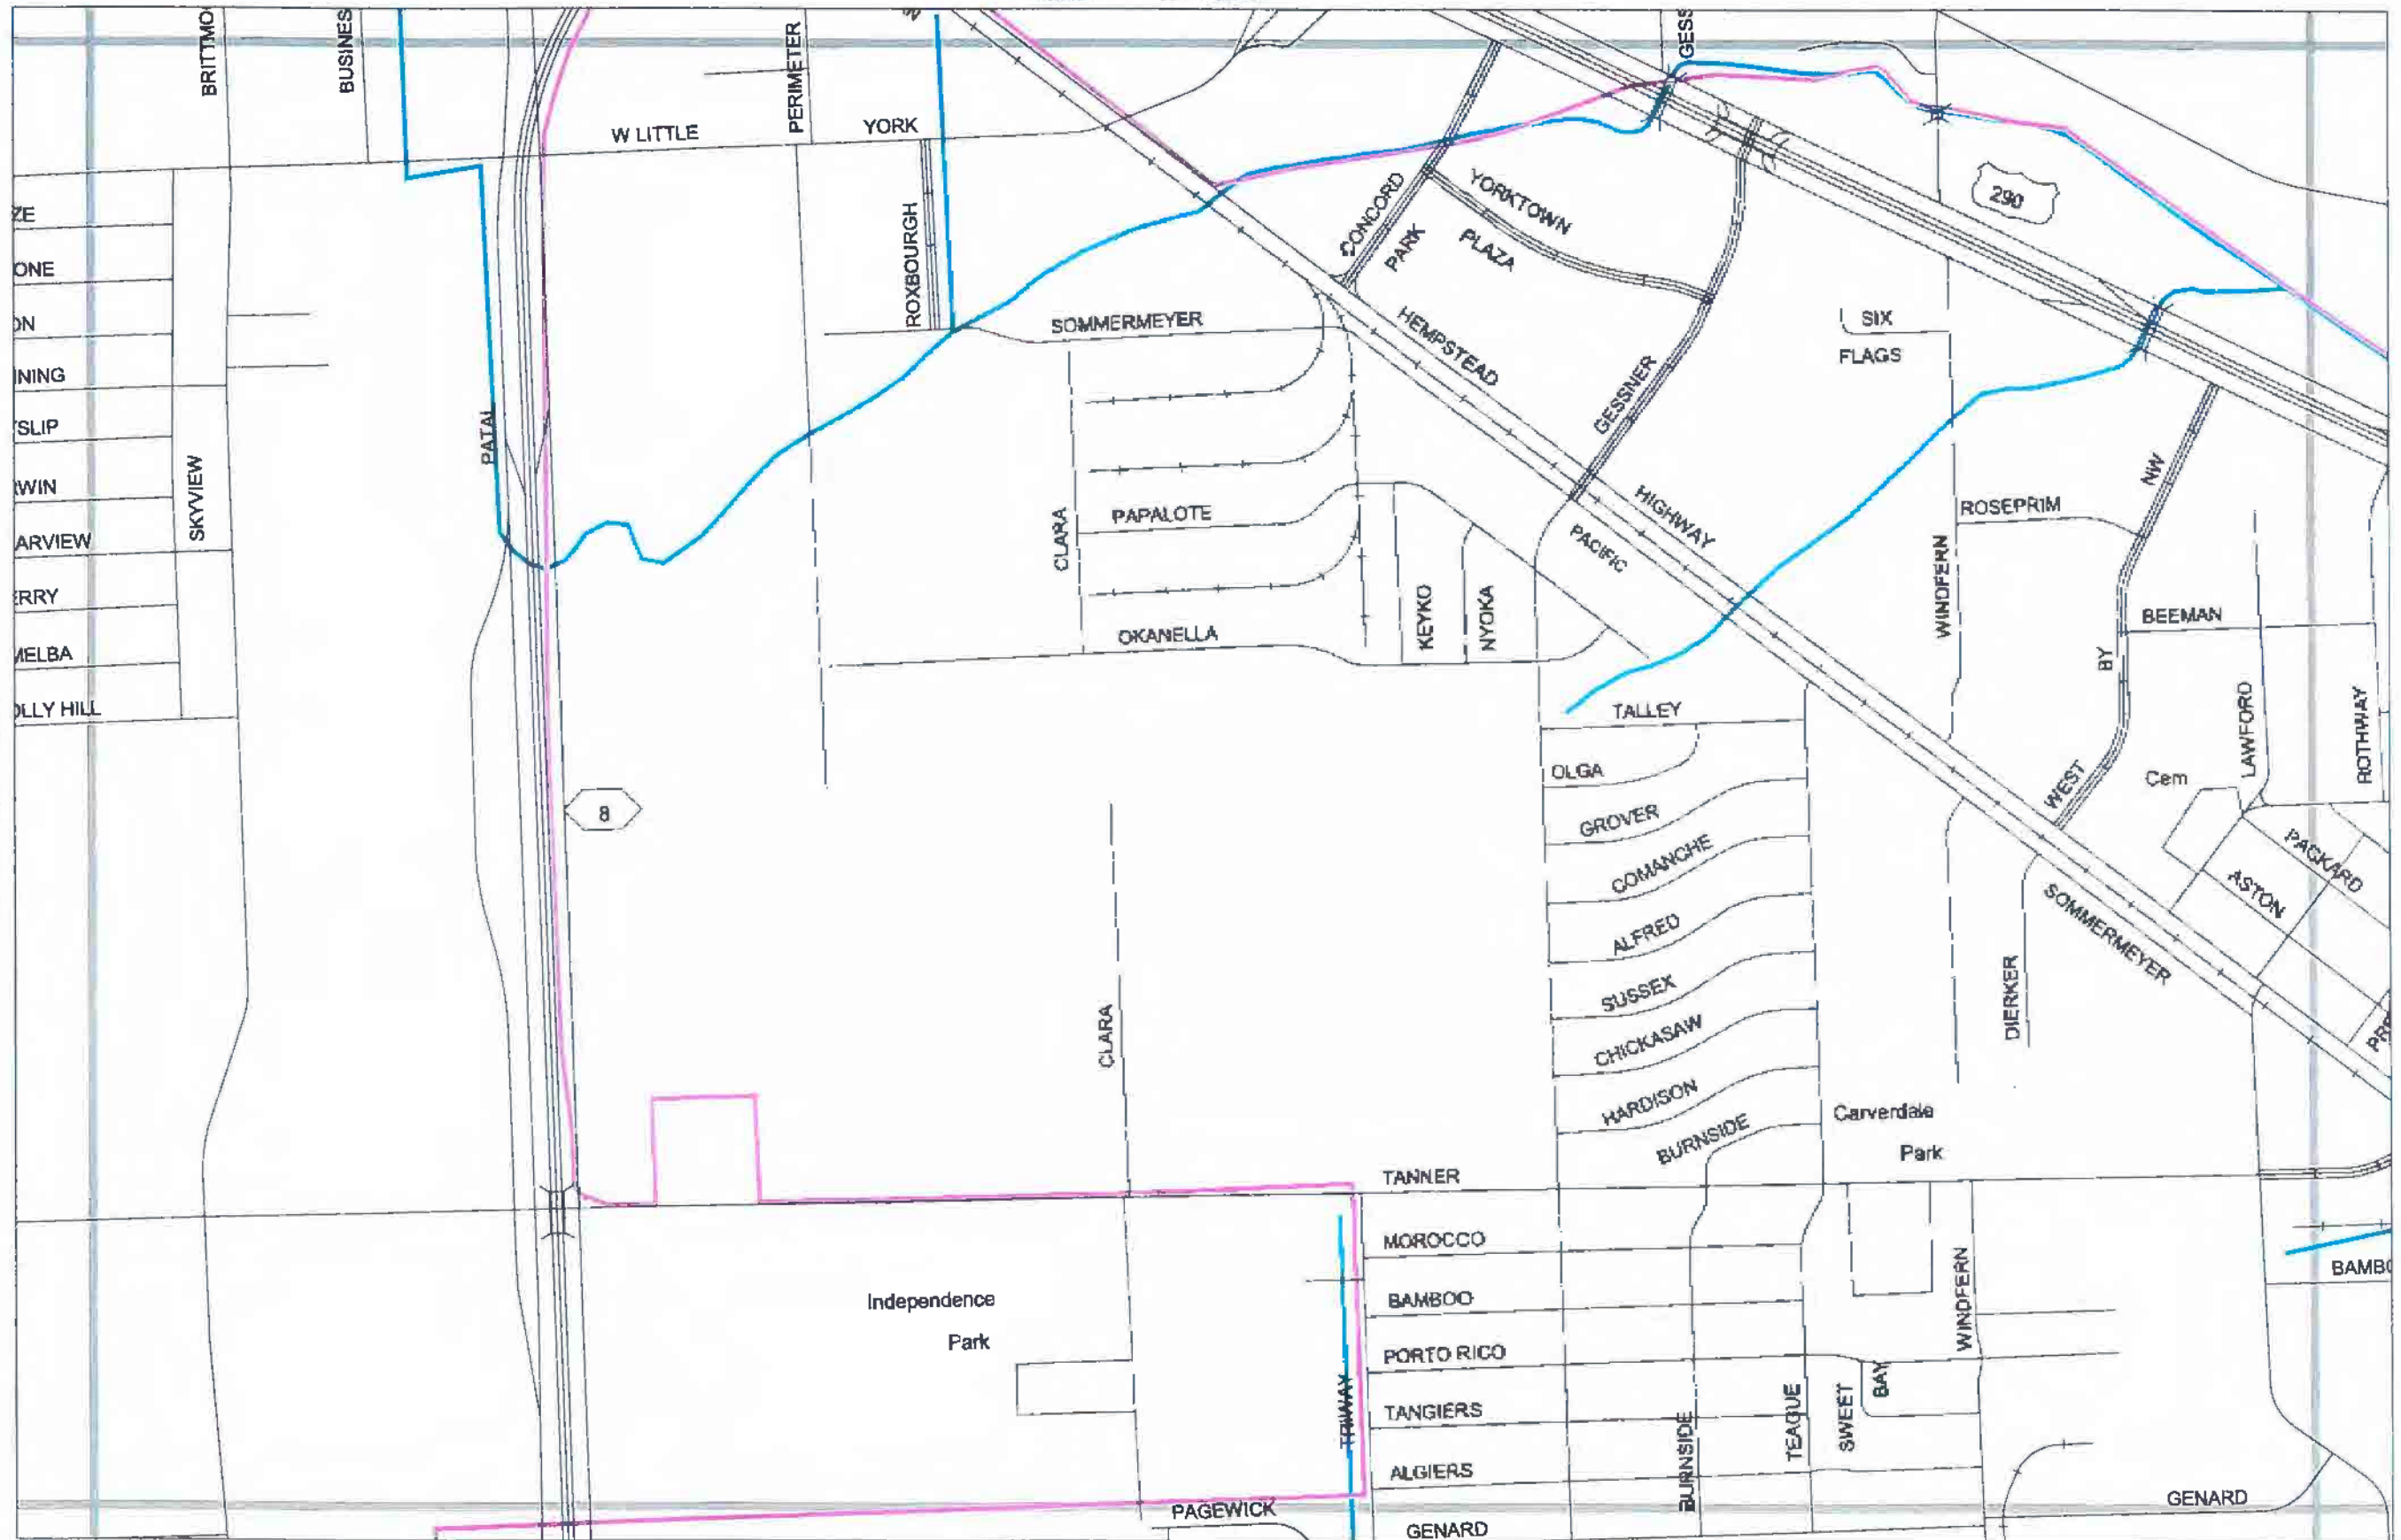 BRITTMO
BUSINES
PERIMETER
GESS
W LITTLE
YORK
ROXBOURGH
CONCORD
PARK
YORKTOWN
PLAZA
290
ZE
ONE
ON
NING
SLIP
WIN
ARVIEW
ERRY
MELBA
OLLY HILL
SKYVIEW
PATAL
SOMMERMEYER
HEMPSTEAD
GESSNER
SIX
FLAGS
CLARA
PAPALOTE
OKANELLA
KEYKO
NYOKA
HIGHWAY
PACIFIC
WINDFERN
ROSEPRIM
NW
BY
WEST
BEEMAN
LAWFORD
ROTHWAY
Cem
PACKARD
ASTON
SOMMERMEYER
DIERKER
8
TALLEY
OLGA
GROVER
COMANCHE
ALFRED
SUSSEX
CHICKASAW
HARDISON
BURNSIDE
CLARA
Carverdale
Park
TANNER
MOROCCO
BAMBOO
PORTO RICO
TANGIERS
ALGIERS
Independence
Park
TRIWAY
BURNSIDE
TEAGUE
SWEET
BAY
WINDFERN
BAMBO
PAGEWICK
GENARD
GENARD